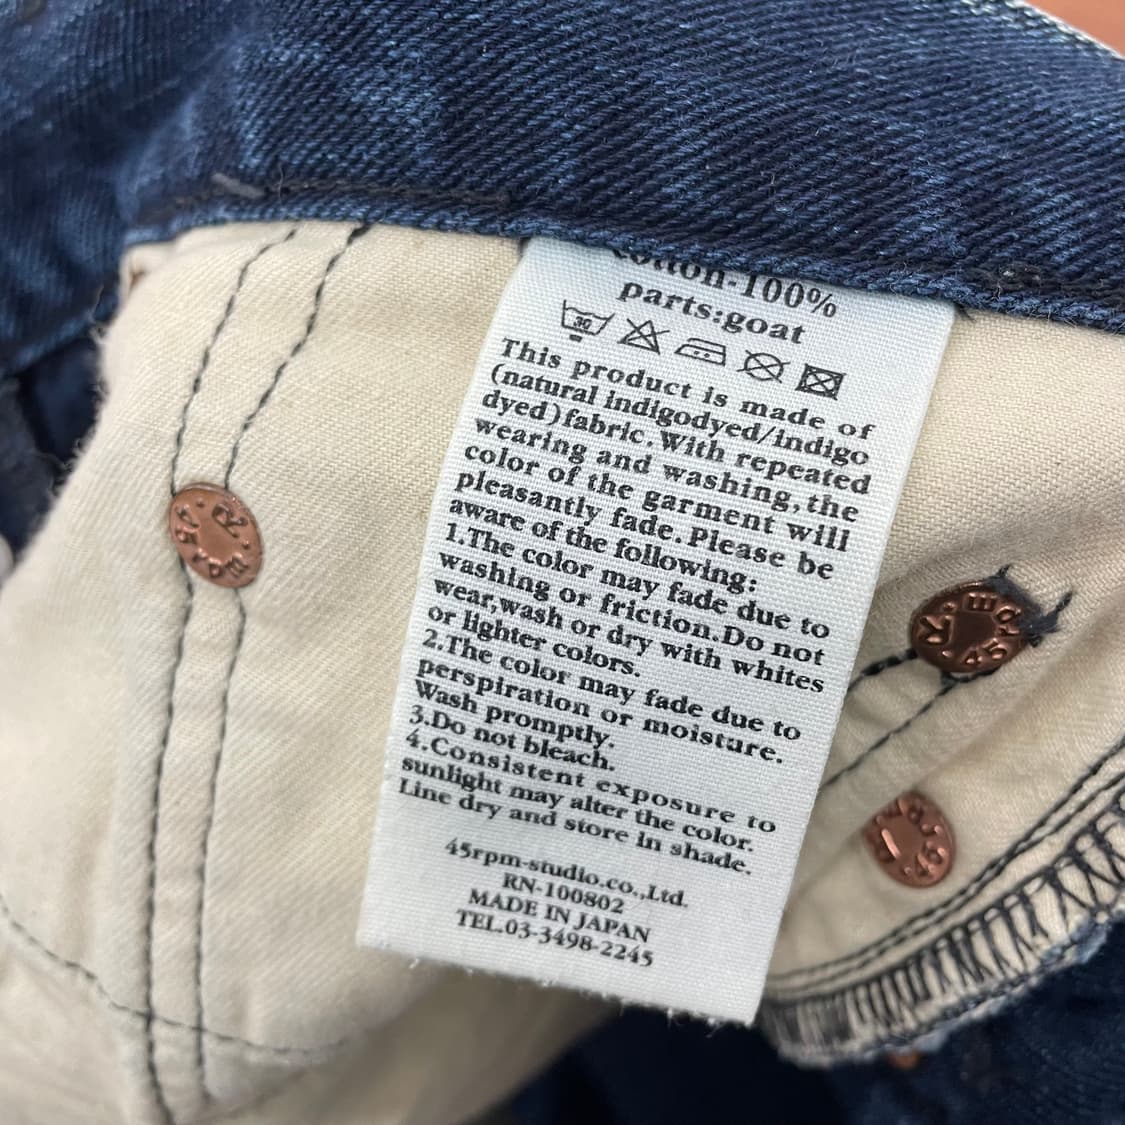 cotton-100%
parts:goat
30
This product is made of
(natural indigodyed/indigo
dyed)fabric.With repeated
wearing and washing,the
color of the garment will
pleasantly fade.Please be
aware of the following:
1.The color may fade due to
washing or friction.Do not
wear,wash or dry with whites
or lighter colors.
2.The color may fade due to
perspiration or moisture.
Wash promptly.
3.Do not bleach.
4.Consistent exposure to
sunlight may alter the color.
Line dry and store in shade.
45rpm-studio.co.,Ltd.
RN-100802
MADE IN JAPAN
TEL.03-3498-2245
45rpm
R
45rpm
R
45